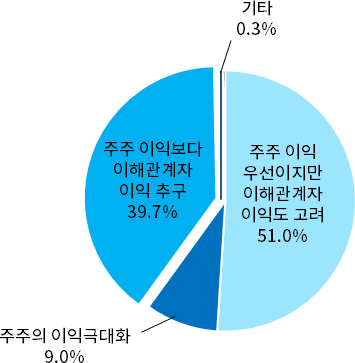 기타
0.3%
주주 이익보다
이해관계자
이익 추구
39.7%
주주 이익
우선이지만
이해관계자
이익도 고려
51.0%
주주의 이익극대화
9.0%